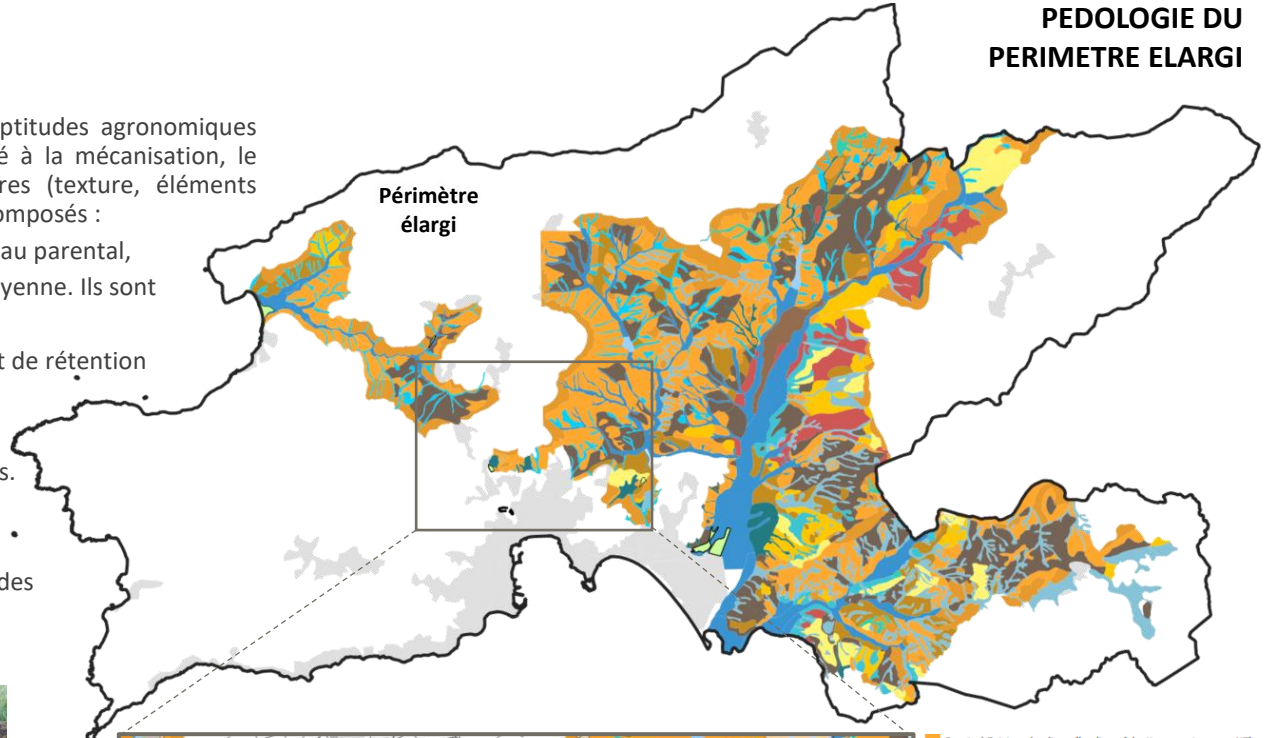 PEDOLOGIE DU
PERIMETRE ELARGI
ptitudes agronomiques
é à la mécanisation, le
res (texture, éléments
omposés :
au parental,
yenne. Ils sont
t de rétention
s.
des
Périmètre
élargi